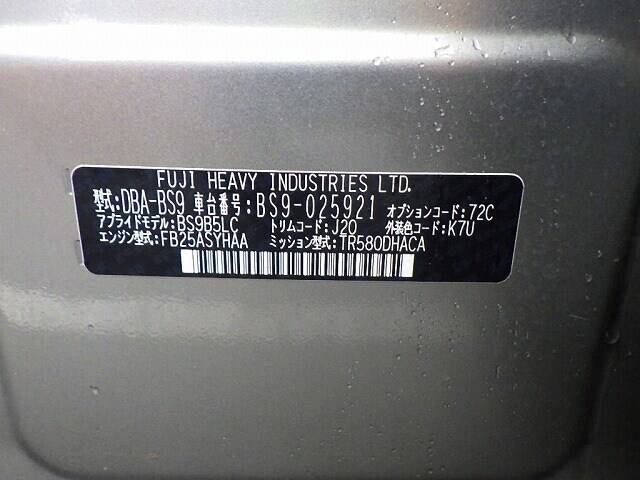 FUJI HEAVY INDUSTRIES LTD.
型式:DBA-BS9 車台番号:BS9-025921 オプションコード:72C
アプライドモデル:BS9B5LC トリムコード:J20 外装色コード:K7U
エンジン型式:FB25ASYHAA ミッション型式:TR580DHACA